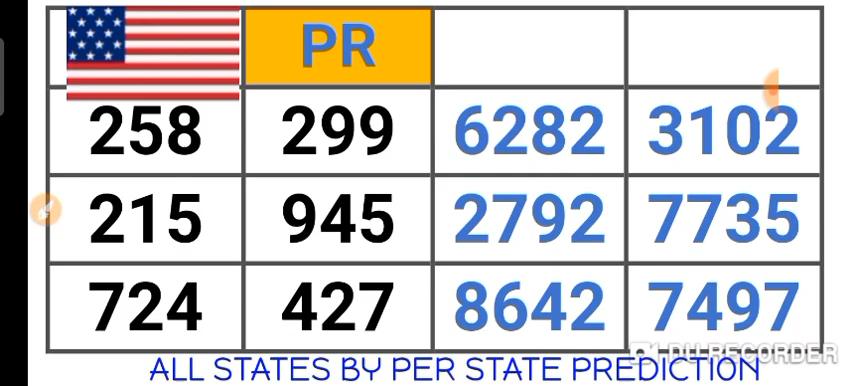 PR
258 299 6282 3102
215 945 2792 7735
724 427 8642 7497
DU RECORDER
ALL STATES BY PER STATE PREDICTION